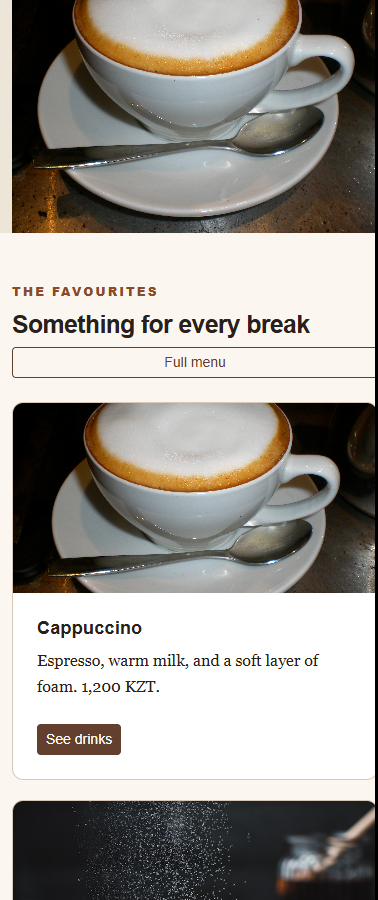 THE FAVOURITES
Something for every break
Full menu
Cappuccino
Espresso, warm milk, and a soft layer of
foam. 1,200 KZT.
See drinks